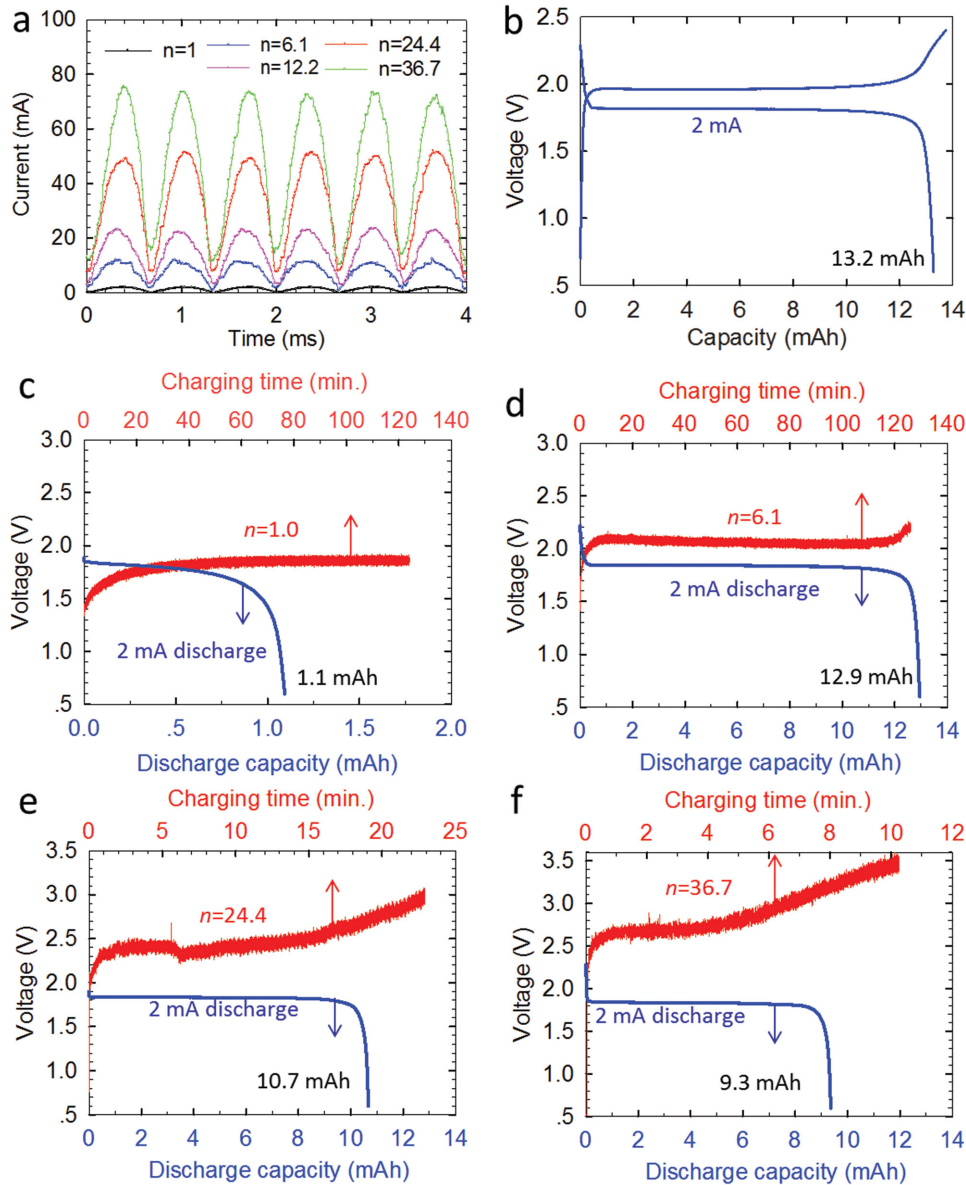 a
100
80
60
40
20
0
Current (mA)
n=1 n=6.1 n=24.4
n=12.2 n=36.7
0 1 2 3 4
Time (ms)
b
2.5
2.0
1.5
1.0
.5
Voltage (V)
2 mA
13.2 mAh
0 2 4 6 8 10 12 14
Capacity (mAh)
c
Charging time (min.)
0 20 40 60 80 100 120 140
3.0
2.5
2.0
1.5
1.0
.5
Voltage (V)
n=1.0
2 mA discharge
1.1 mAh
0.0 .5 1.0 1.5 2.0
Discharge capacity (mAh)
d
Charging time (min.)
0 20 40 60 80 100 120 140
3.0
2.5
2.0
1.5
1.0
.5
Voltage (V)
n=6.1
2 mA discharge
12.9 mAh
0 2 4 6 8 10 12 14
Discharge capacity (mAh)
e
Charging time (min.)
0 5 10 15 20 25
3.5
3.0
2.5
2.0
1.5
1.0
.5
Voltage (V)
n=24.4
2 mA discharge
10.7 mAh
0 2 4 6 8 10 12 14
Discharge capacity (mAh)
f
Charging time (min.)
0 2 4 6 8 10 12
3.5
3.0
2.5
2.0
1.5
1.0
.5
Voltage (V)
n=36.7
2 mA discharge
9.3 mAh
0 2 4 6 8 10 12 14
Discharge capacity (mAh)